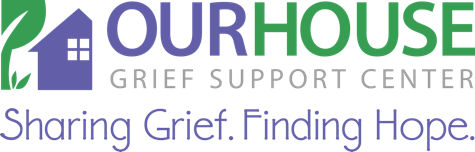 OURHOUSE
GRIEF SUPPORT CENTER
Sharing Grief. Finding Hope.